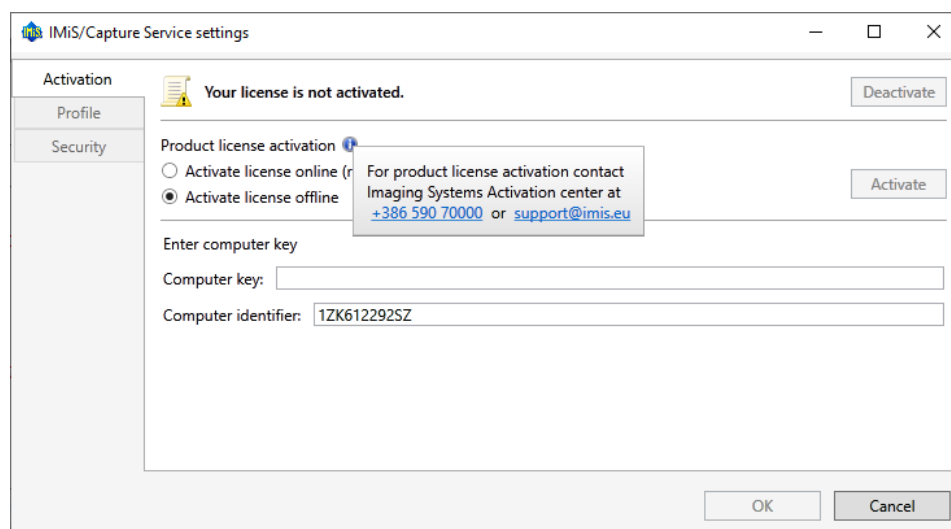 IMiS/Capture Service settings
Activation
Profile
Security
Your license is not activated.
Deactivate
Product license activation
Activate license online (r
Activate license offline
Activate
For product license activation contact
Imaging Systems Activation center at
+386 590 70000 or support@imis.eu
Enter computer key
Computer key:
Computer identifier: 1ZK612292SZ
OK
Cancel